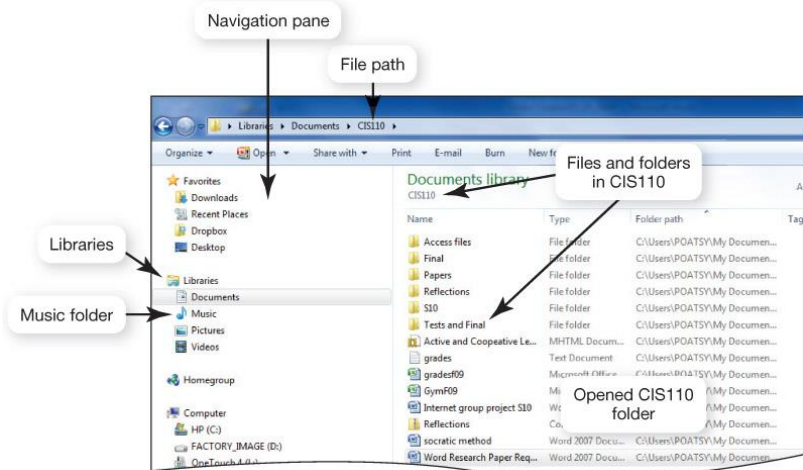 Navigation pane
File path
Libraries ▸ Documents ▸ CIS110 ▸
Organize Open Share with Print E-mail Burn
Files and folders
in CIS110
Favorites
Downloads
Recent Places
Dropbox
Desktop
Libraries
Libraries
Documents
Music folder
Music
Pictures
Videos
Homegroup
Computer
HP (C:)
FACTORY_IMAGE (D:)
Documents library
CIS110
Name Type Folder path
Access files File folder C:\Users\POATSY\My Documen...
Final File folder C:\Users\POATSY\My Documen...
Papers File folder C:\Users\POATSY\My Documen...
Reflections File folder C:\Users\POATSY\My Documen...
S10 File folder C:\Users\POATSY\My Documen...
Tests and Final File folder C:\Users\POATSY\My Documen...
Active and Coopeative Le... MHTML Docum... C:\Users\POATSY\My Documen...
grades Text Document C:\Users\POATSY\My Documen...
gradesf09 Microsoft Office C:\Users\POATSY\My Documen...
GymF09
Internet group project S10
Reflections
Opened CIS110
folder
socratic method Word 2007 Docu... C:\Users\POATSY\My Documen...
Word Research Paper Req... Word 2007 Docu... C:\Users\POATSY\My Documen...